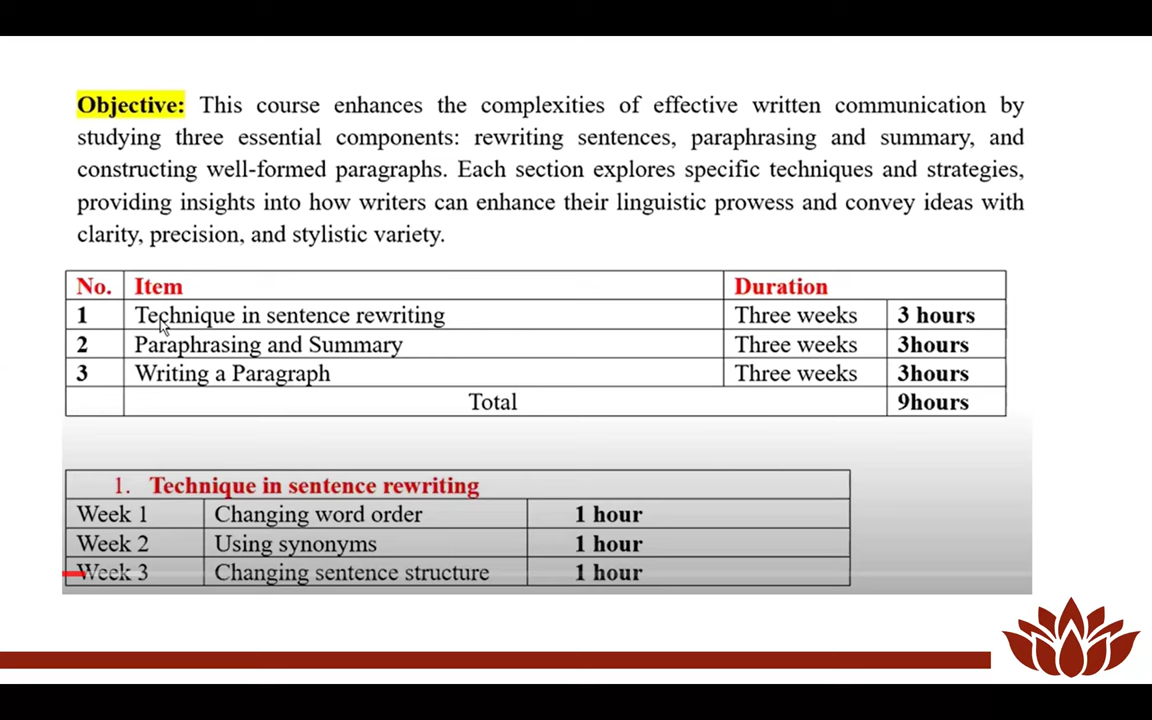 Objective: This course enhances the complexities of effective written communication by
studying three essential components: rewriting sentences, paraphrasing and summary, and
constructing well-formed paragraphs. Each section explores specific techniques and strategies,
providing insights into how writers can enhance their linguistic prowess and convey ideas with
clarity, precision, and stylistic variety.
No. Item Duration
1 Technique in sentence rewriting Three weeks 3 hours
2 Paraphrasing and Summary Three weeks 3hours
3 Writing a Paragraph Three weeks 3hours
Total 9hours
1. Technique in sentence rewriting
Week 1 Changing word order 1 hour
Week 2 Using synonyms 1 hour
Week 3 Changing sentence structure 1 hour